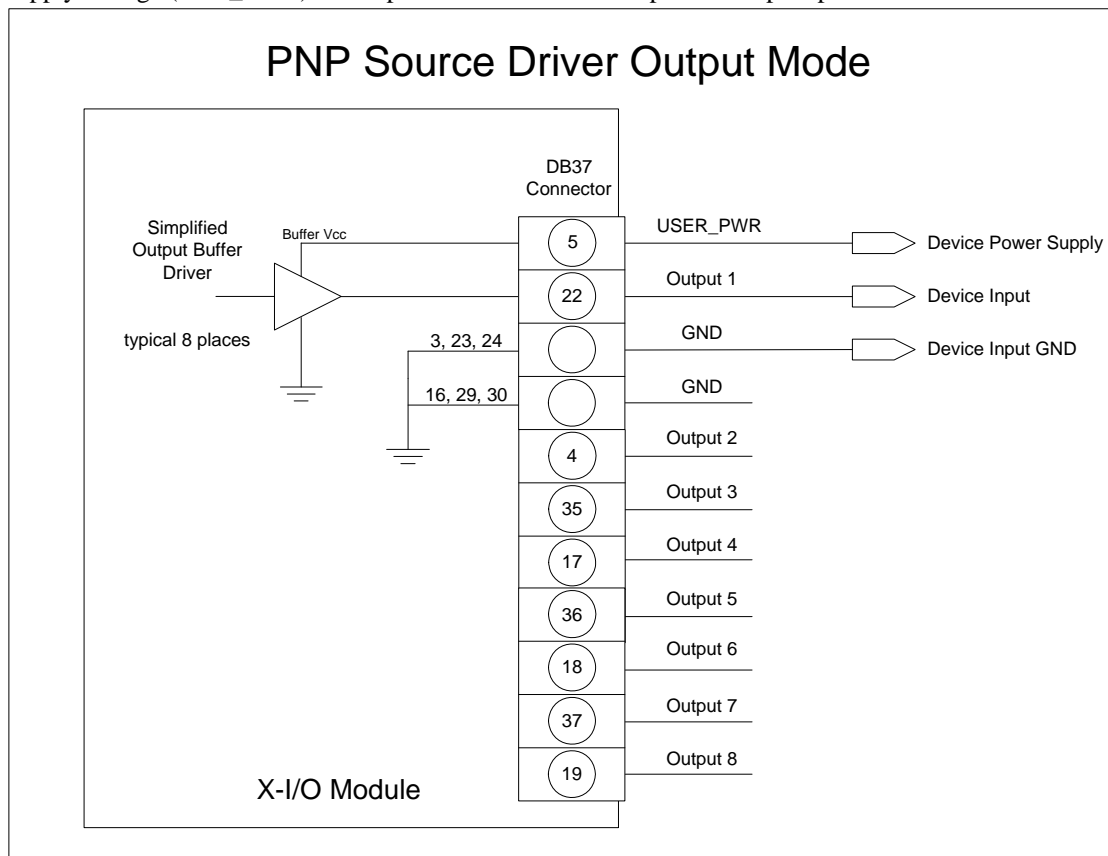 PNP Source Driver Output Mode
DB37
Connector
Simplified
Output Buffer
Driver
typical 8 places
Buffer Vcc
5
USER_PWR
Device Power Supply
22
Output 1
Device Input
3, 23, 24
GND
Device Input GND
16, 29, 30
GND
4
Output 2
35
Output 3
17
Output 4
36
Output 5
18
Output 6
37
Output 7
19
Output 8
X-I/O Module